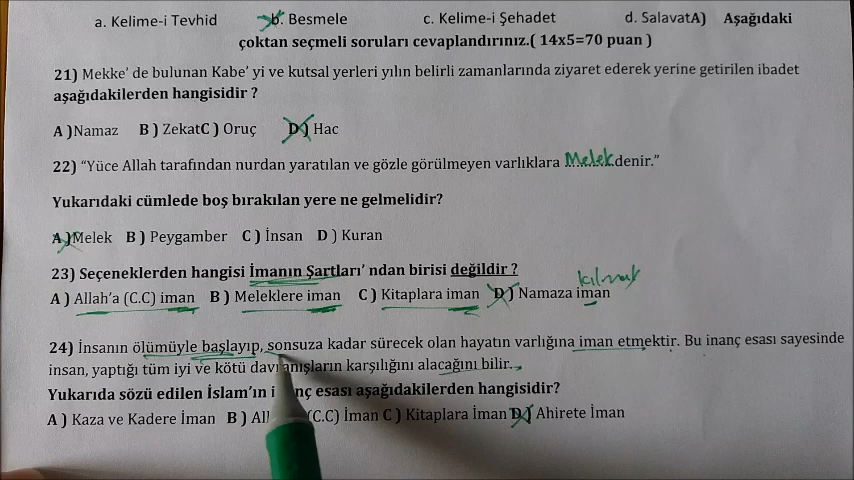 a. Kelime-i Tevhid b. Besmele c. Kelime-i Şehadet d. SalavatA) Aşağıdaki
çoktan seçmeli soruları cevaplandırınız.( 14x5=70 puan )
21) Mekke' de bulunan Kabe' yi ve kutsal yerleri yılın belirli zamanlarında ziyaret ederek yerine getirilen ibadet
aşağıdakilerden hangisidir ?
A )Namaz B ) ZekatC ) Oruç D ) Hac
22) “Yüce Allah tarafından nurdan yaratılan ve gözle görülmeyen varlıklara Melek denir.”
Yukarıdaki cümlede boş bırakılan yere ne gelmelidir?
A )Melek B ) Peygamber C ) İnsan D ) Kuran
kılmak
23) Seçeneklerden hangisi İmanın Şartları' ndan birisi değildir ?
A ) Allah'a (C.C) iman B ) Meleklere iman C ) Kitaplara iman D ) Namaza iman
24) İnsanın ölümüyle başlayıp, sonsuza kadar sürecek olan hayatın varlığına iman etmektir. Bu inanç esası sayesinde
insan, yaptığı tüm iyi ve kötü davranışların karşılığını alacağını bilir.
Yukarıda sözü edilen İslam'ın inanç esası aşağıdakilerden hangisidir?
A ) Kaza ve Kadere İman B ) (C.C) İman C ) Kitaplara İman D ) Ahirete İman